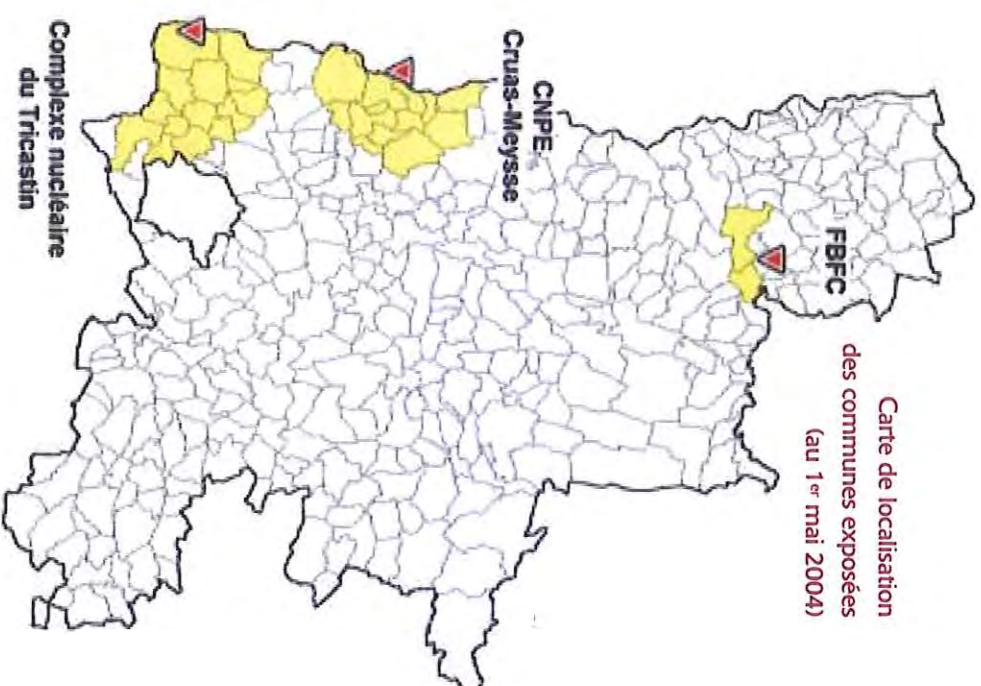 Carte de localisation
des communes exposées
(au 1er mai 2004)
FBFC
CNPE
Cruas-Meysse
Complexe nucléaire
du Tricastin